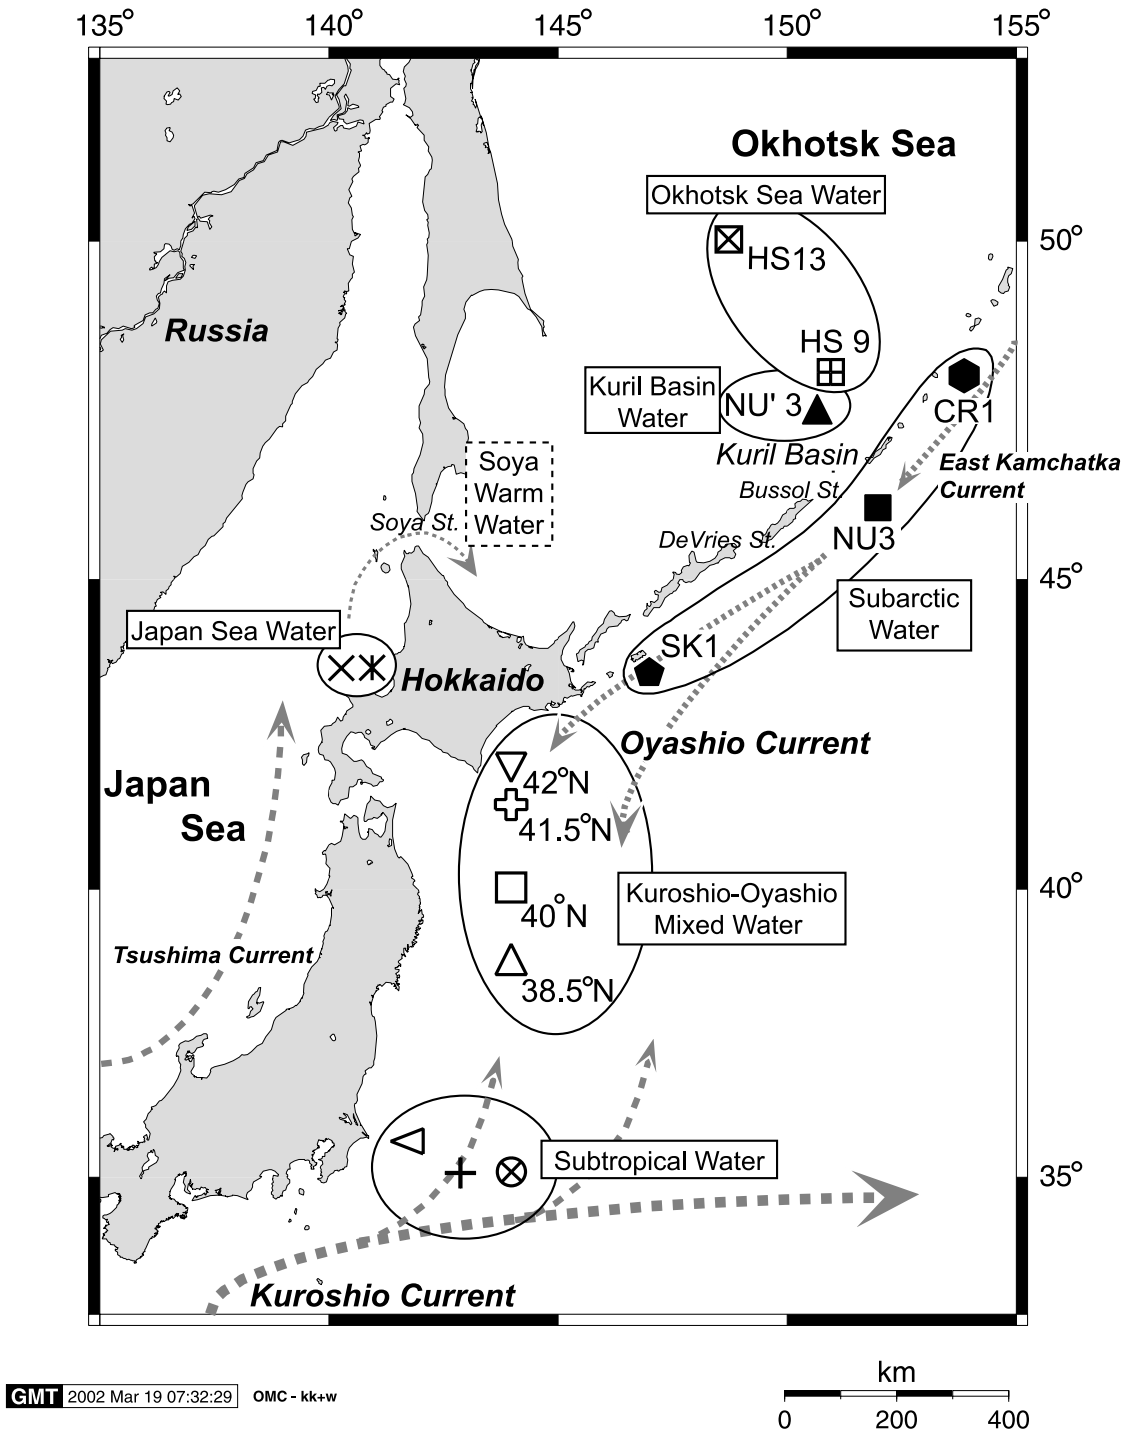 135° 140° 145° 150° 155°
Okhotsk Sea
Okhotsk Sea Water
50°
HS13
Russia
HS 9
Kuril Basin
Water
NU' 3
CR1
Kuril Basin
East Kamchatka
Current
Soya
Warm
Water
Bussol St.
Soya St.
DeVries St.
NU3
45°
Subarctic
Water
Japan Sea Water
SK1
Hokkaido
Oyashio Current
Japan
Sea
42°N
41.5°N
40°
Kuroshio-Oyashio
Mixed Water
40°N
Tsushima Current
38.5°N
Subtropical Water
35°
Kuroshio Current
km
GMT 2002 Mar 19 07:32:29 OMC - kk+w
0 200 400